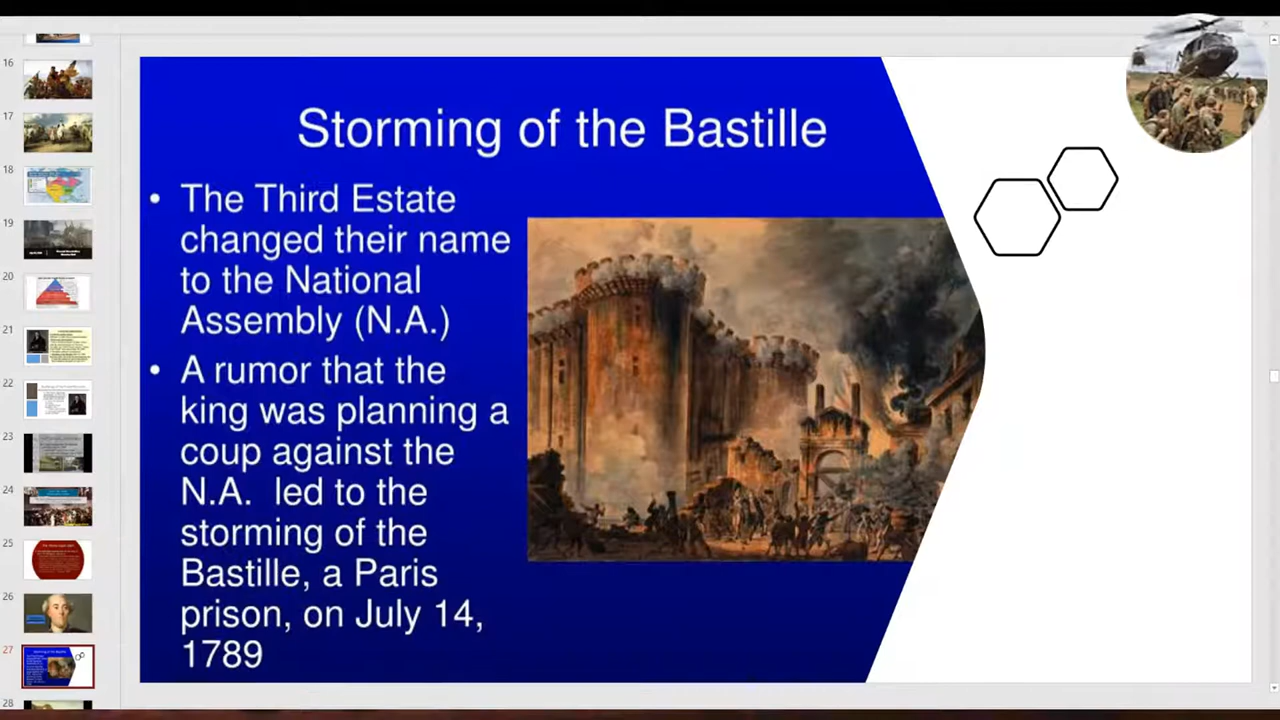 Storming of the Bastille
• The Third Estate
changed their name
to the National
Assembly (N.A.)
• A rumor that the
king was planning a
coup against the
N.A. led to the
storming of the
Bastille, a Paris
prison, on July 14,
1789
16
17
18
19
20
21
22
23
24
25
26
27
28